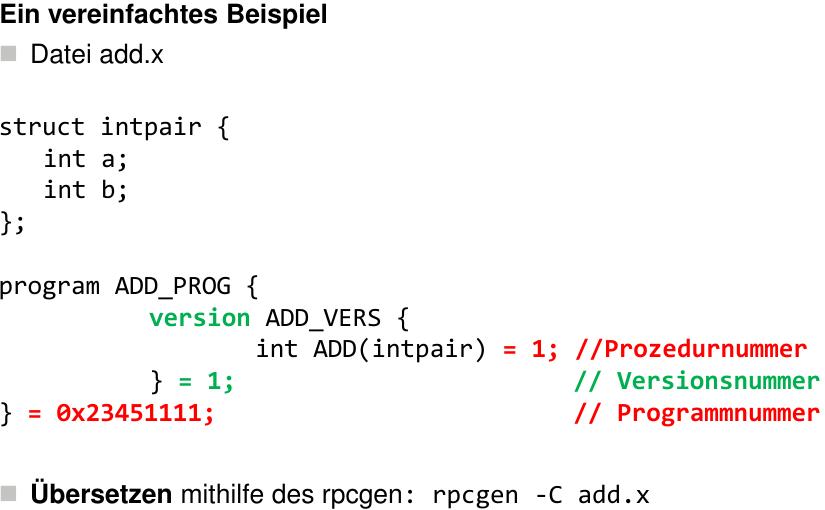 Ein vereinfachtes Beispiel
Datei add.x
struct intpair {
int a;
int b;
};
program ADD_PROG {
version ADD_VERS {
int ADD(intpair) = 1; //Prozedurnummer
} = 1; // Versionsnummer
} = 0x23451111; // Programmnummer
Übersetzen mithilfe des rpcgen: rpcgen -C add.x